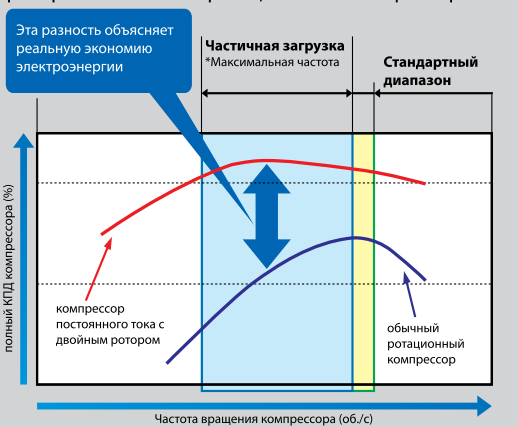 Эта разность объясняет
реальную экономию
электроэнергии
Частичная загрузка
*Максимальная частота
Стандартный
диапазон
полный КПД компрессора (%)
компрессор
постоянного тока с
двойным ротором
обычный
ротационный
компрессор
Частота вращения компрессора (об./с)